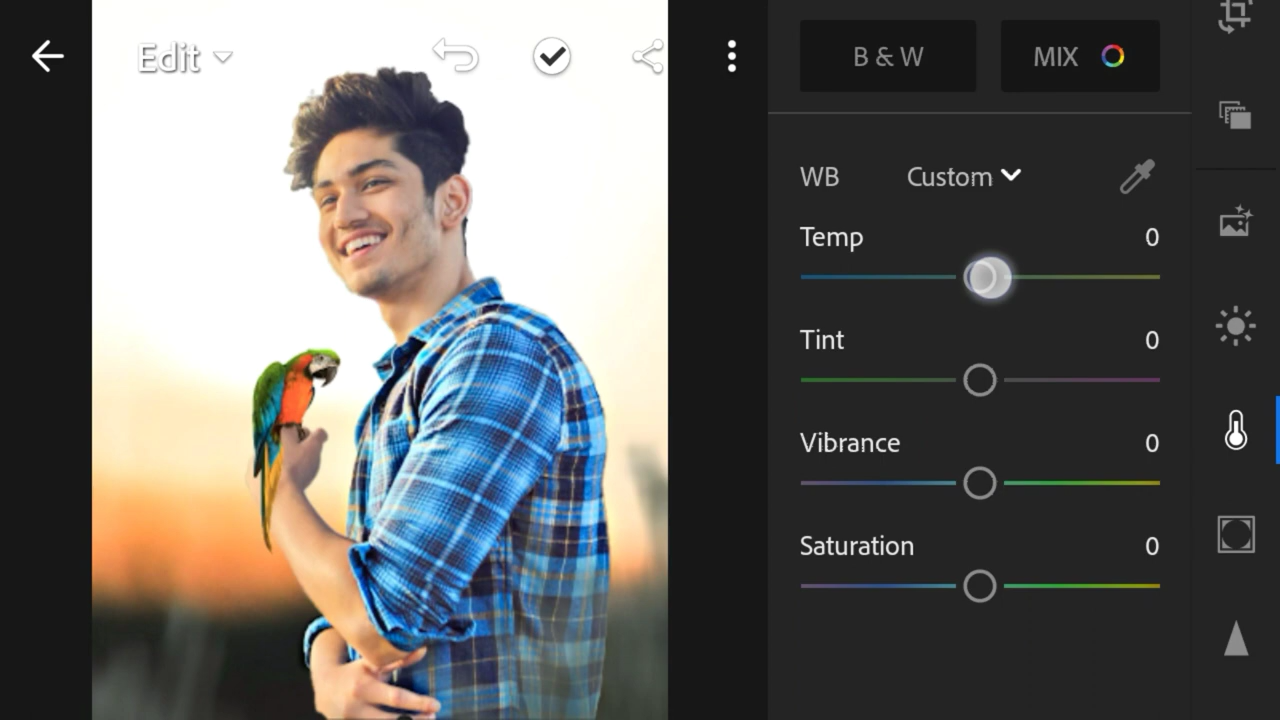 Edit
B & W
MIX
WB
Custom
Temp
0
Tint
0
Vibrance
0
Saturation
0